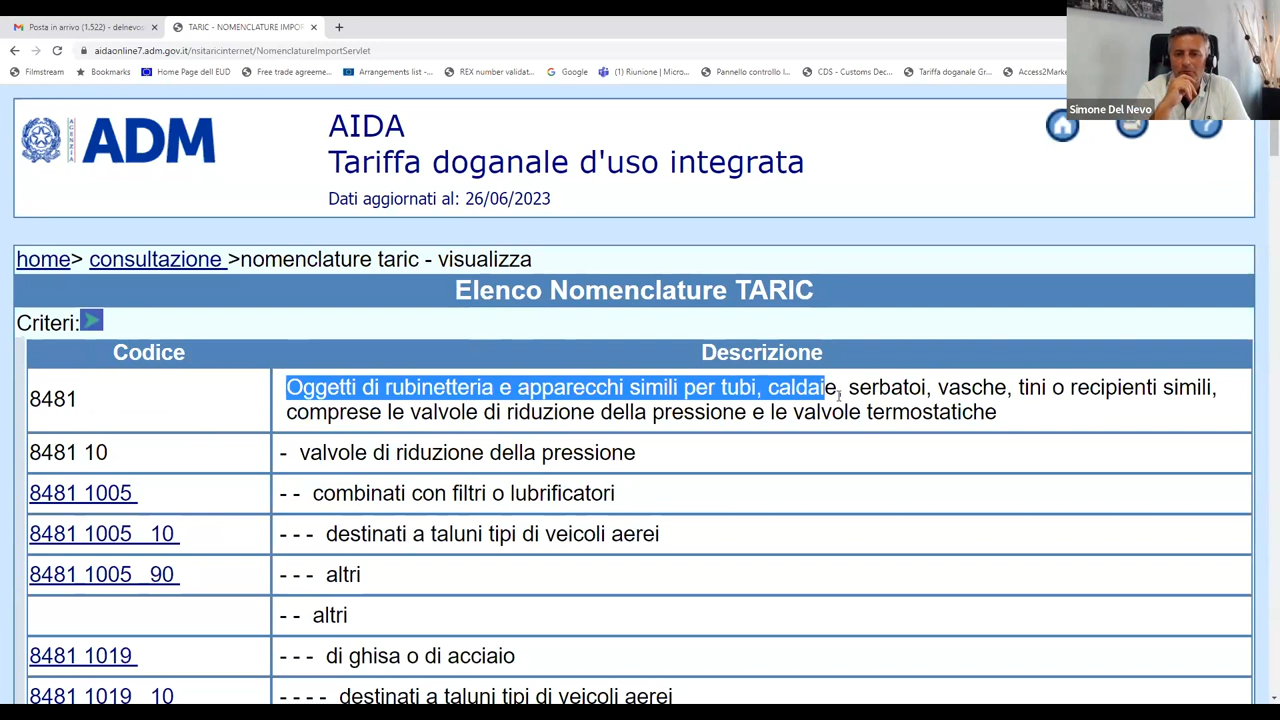 Posta in arrivo (1.522) - delnevo
TARIC - NOMENCLATURE IMPOR
aidaonline7.adm.gov.it/nsitaricinternet/NomenclatureImportServlet
Filmstream
Bookmarks
Home Page dell EUD
Free trade agreeme...
Arrangements list -...
REX number validat...
Google
(1) Riunione | Micro...
Pannello controllo I...
CDS - Customs Dec...
Tariffa doganale Gr...
Access2Mark
Simone Del Nevo
AGENZIA
ADM
AIDA
Tariffa doganale d'uso integrata
Dati aggiornati al: 26/06/2023
home> consultazione >nomenclature taric - visualizza
Elenco Nomenclature TARIC
Criteri:
Codice Descrizione
8481 Oggetti di rubinetteria e apparecchi simili per tubi, caldaie, serbatoi, vasche, tini o recipienti simili,
comprese le valvole di riduzione della pressione e le valvole termostatiche
8481 10 - valvole di riduzione della pressione
8481 1005 - - combinati con filtri o lubrificatori
8481 1005 10 - - - destinati a taluni tipi di veicoli aerei
8481 1005 90 - - - altri
- - altri
8481 1019 - - - di ghisa o di acciaio
8481 1019 10 - - - - destinati a taluni tipi di veicoli aerei